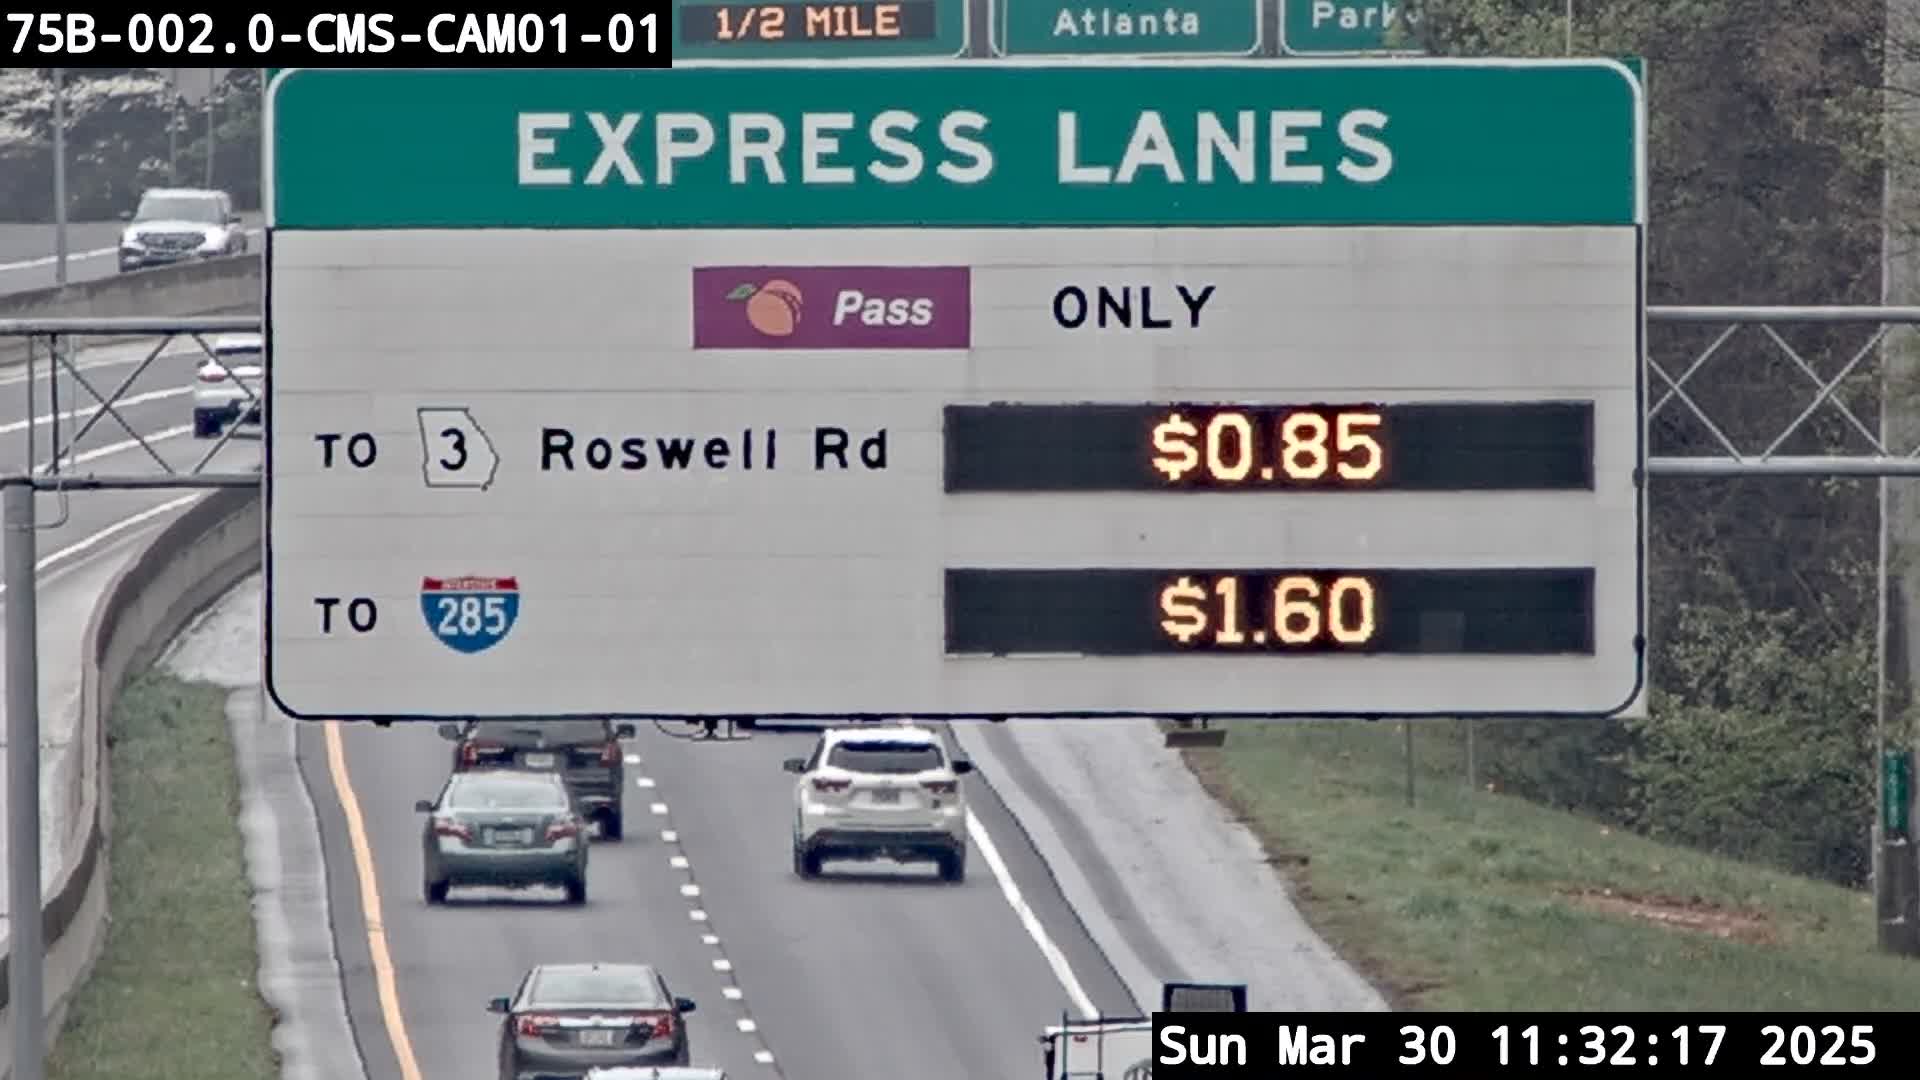 75B-002.0-CMS-CAM01-01
1/2 MILE
Atlanta
EXPRESS LANES
Pass ONLY
TO 3 Roswell Rd $0.85
TO 285 $1.60
Sun Mar 30 11:32:17 2025